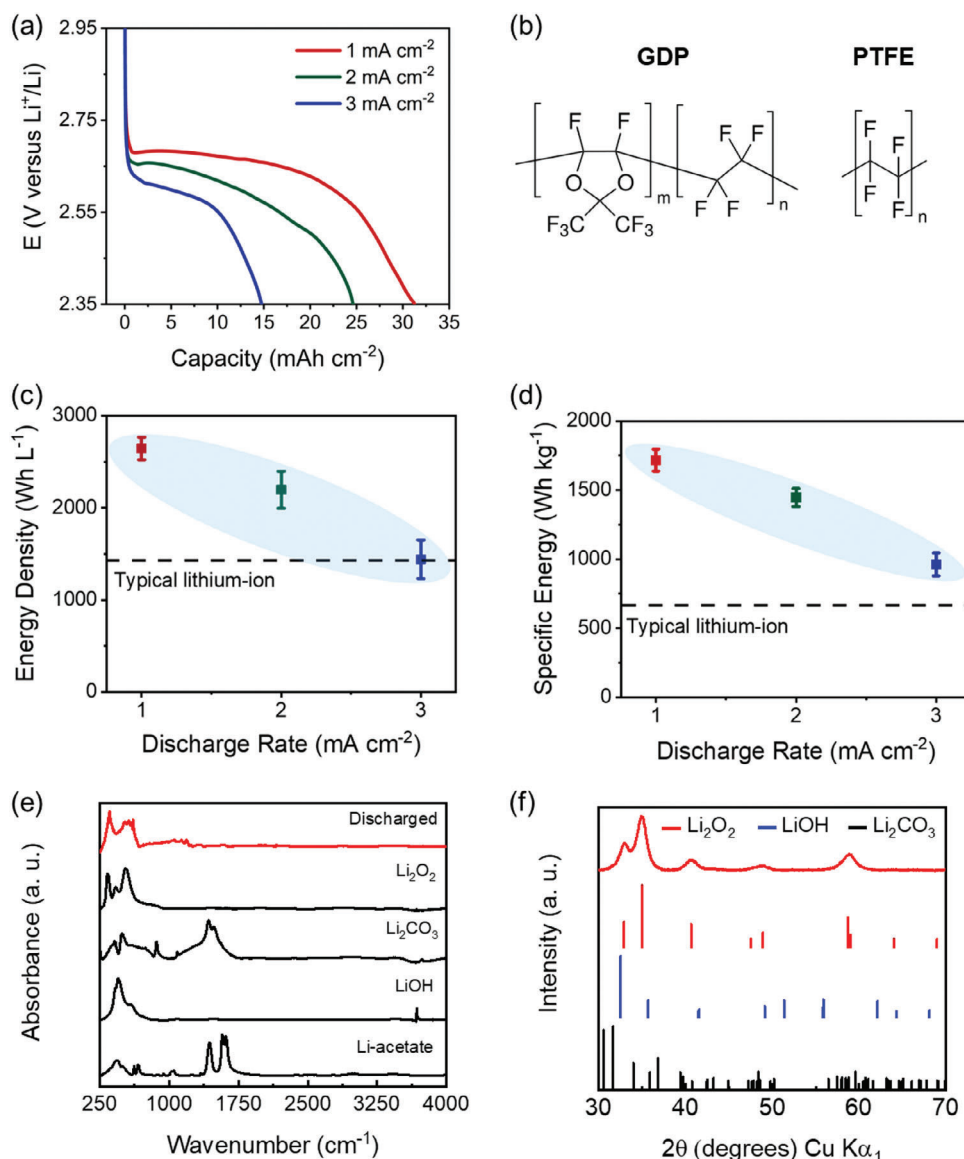 (a)
2.95
2.75
2.55
2.35
E (V versus Li⁺/Li)
1 mA cm⁻²
2 mA cm⁻²
3 mA cm⁻²
0 5 10 15 20 25 30 35
Capacity (mAh cm⁻²)
(b)
GDP PTFE
F F
O O
F₃C CF₃
m
F F
F F
n
F F
F F
n
(c)
3000
2000
1000
0
Energy Density (Wh L⁻¹)
Typical lithium-ion
1 2 3
Discharge Rate (mA cm⁻²)
(d)
2000
1500
1000
500
0
Specific Energy (Wh kg⁻¹)
Typical lithium-ion
1 2 3
Discharge Rate (mA cm⁻²)
(e)
Absorbance (a. u.)
Discharged
Li₂O₂
Li₂CO₃
LiOH
Li-acetate
250 1000 1750 2500 3250 4000
Wavenumber (cm⁻¹)
(f)
Intensity (a. u.)
Li₂O₂ LiOH Li₂CO₃
30 40 50 60 70
2θ (degrees) Cu Kα₁